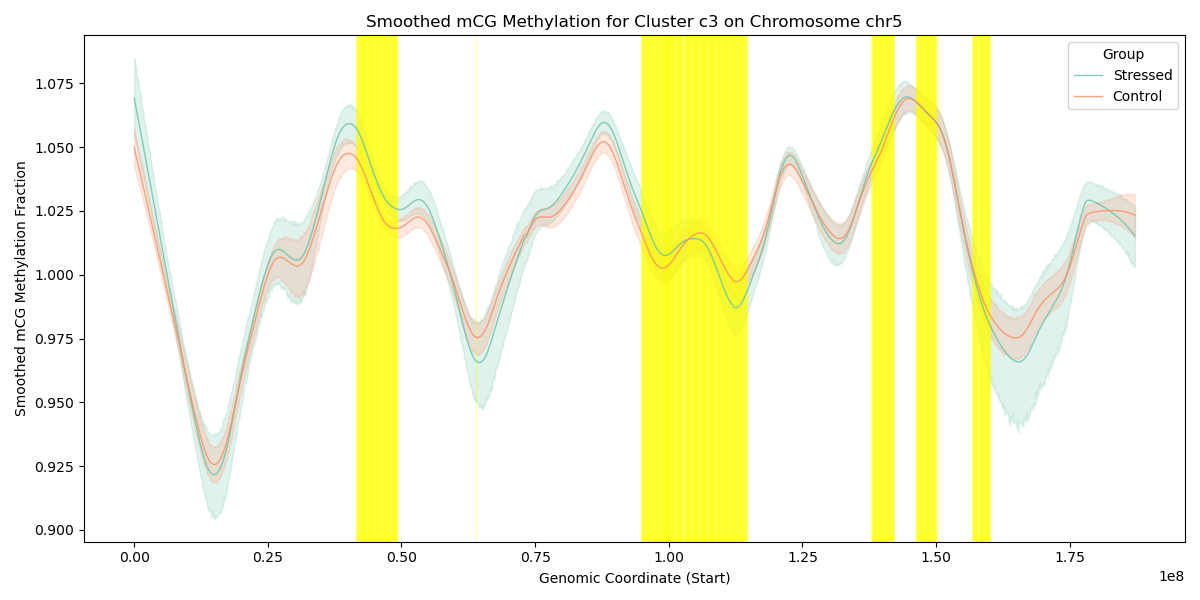 Smoothed mCG Methylation for Cluster c3 on Chromosome chr5
Smoothed mCG Methylation Fraction
1.075
1.050
1.025
1.000
0.975
0.950
0.925
0.900
Group
Stressed
Control
0.00
0.25
0.50
0.75
1.00
1.25
1.50
1.75
1e8
Genomic Coordinate (Start)